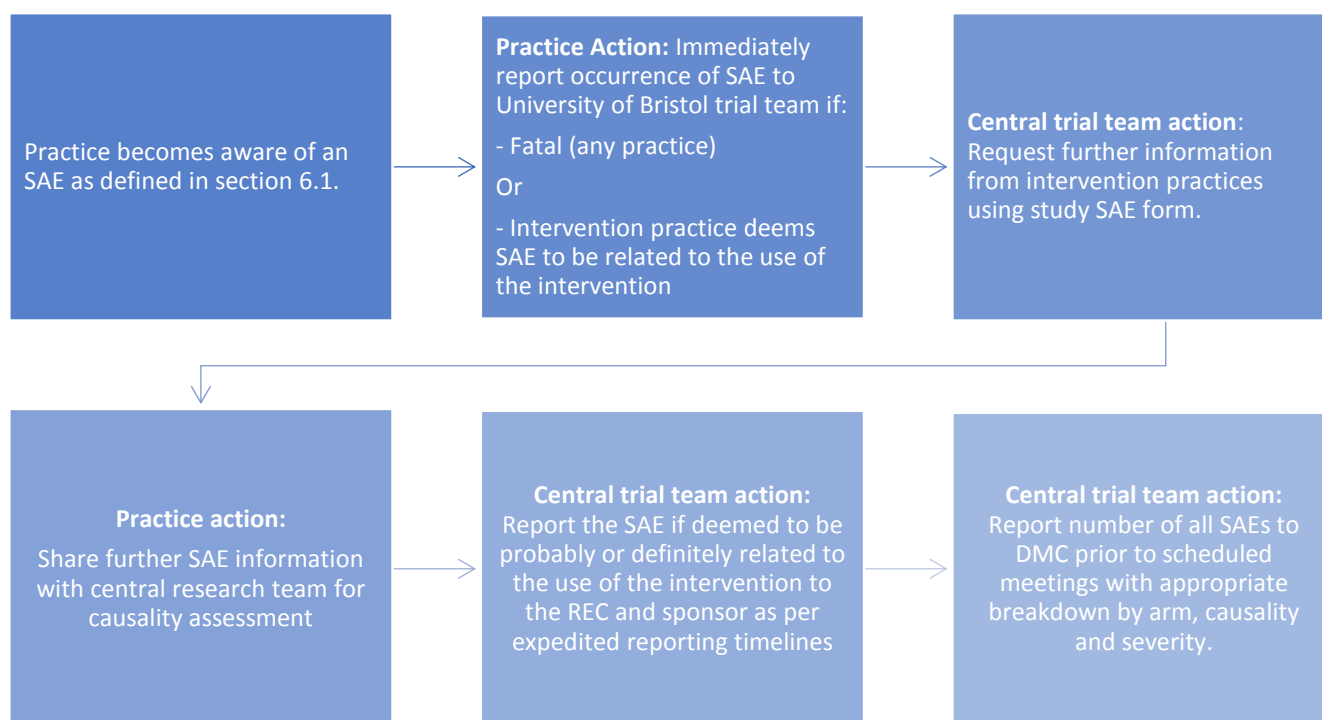 Practice becomes aware of an
SAE as defined in section 6.1.
Practice Action: Immediately
report occurrence of SAE to
University of Bristol trial team if:
- Fatal (any practice)
Or
- Intervention practice deems
SAE to be related to the use of
the intervention
Central trial team action:
Request further information
from intervention practices
using study SAE form.
Practice action:
Share further SAE information
with central research team for
causality assessment
Central trial team action:
Report the SAE if deemed to be
probably or definitely related to
the use of the intervention to
the REC and sponsor as per
expedited reporting timelines
Central trial team action:
Report number of all SAEs to
DMC prior to scheduled
meetings with appropriate
breakdown by arm, causality
and severity.